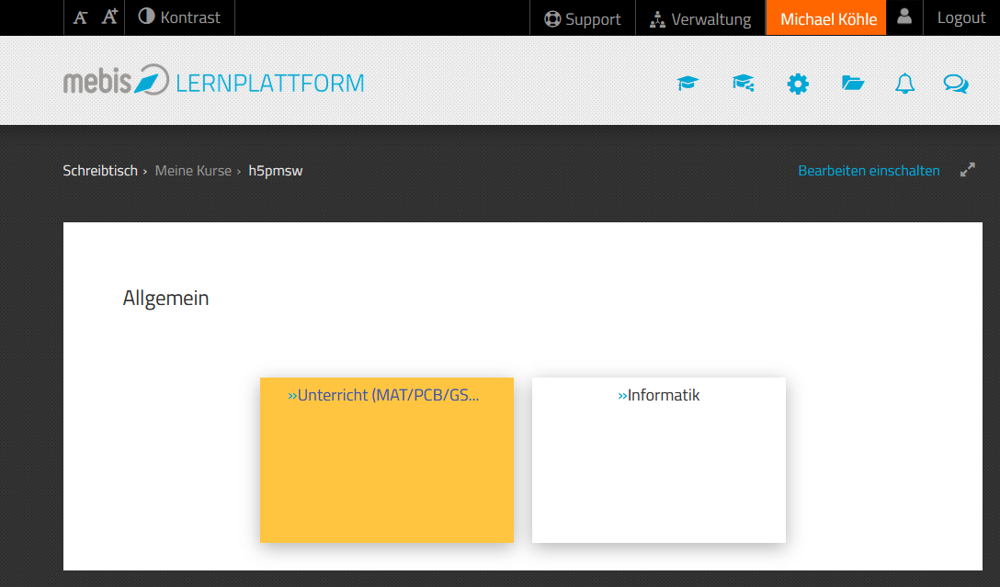 A- A+ Kontrast Support Verwaltung Michael Köhle Logout
mebis LERNPLATTFORM
Schreibtisch › Meine Kurse › h5pmsw Bearbeiten einschalten
Allgemein
»Unterricht (MAT/PCB/GS... »Informatik